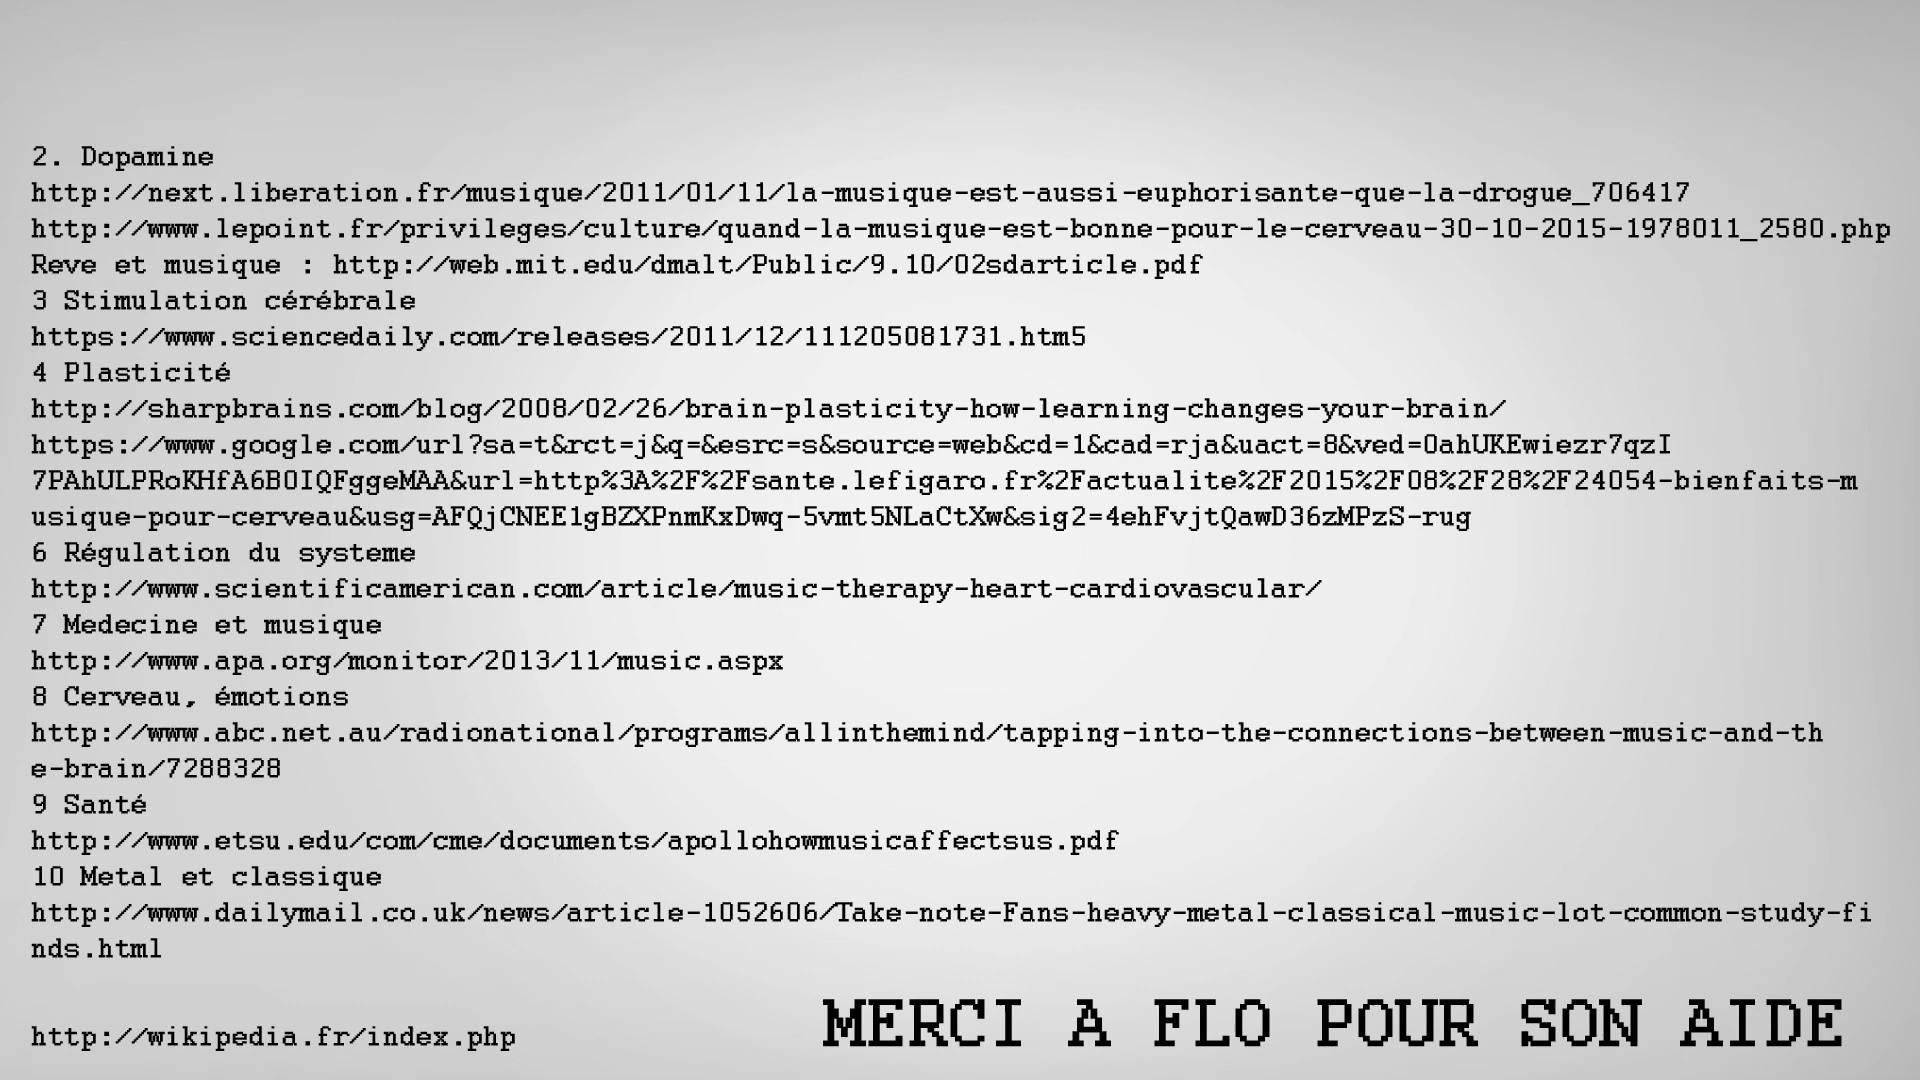 2. Dopamine
http://next.liberation.fr/musique/2011/01/11/la-musique-est-aussi-euphorisante-que-la-drogue_706417
http://www.lepoint.fr/privileges/culture/quand-la-musique-est-bonne-pour-le-cerveau-30-10-2015-1978011_2580.php
Reve et musique : http://web.mit.edu/dmalt/Public/9.10/02sdarticle.pdf
3 Stimulation cérébrale
https://www.sciencedaily.com/releases/2011/12/111205081731.htm5
4 Plasticité
http://sharpbrains.com/blog/2008/02/26/brain-plasticity-how-learning-changes-your-brain/
https://www.google.com/url?sa=t&rct=j&q=&esrc=s&source=web&cd=1&cad=rja&uact=8&ved=0ahUKEwiezr7qzI
7PAhULPRoKHfA6B0IQFggeMAA&url=http%3A%2F%2Fsante.lefigaro.fr%2Factualite%2F2015%2F08%2F28%2F24054-bienfaits-m
usique-pour-cerveau&usg=AFQjCNEE1gBZXPnmKxDwq-5vmt5NLaCtXw&sig2=4ehFvjtQawD36zMPzS-rug
6 Régulation du systeme
http://www.scientificamerican.com/article/music-therapy-heart-cardiovascular/
7 Medecine et musique
http://www.apa.org/monitor/2013/11/music.aspx
8 Cerveau, émotions
http://www.abc.net.au/radionational/programs/allinthemind/tapping-into-the-connections-between-music-and-th
e-brain/7288328
9 Santé
http://www.etsu.edu/com/cme/documents/apollohowmusicaffectsus.pdf
10 Metal et classique
http://www.dailymail.co.uk/news/article-1052606/Take-note-Fans-heavy-metal-classical-music-lot-common-study-fi
nds.html
http://wikipedia.fr/index.php
MERCI A FLO POUR SON AIDE